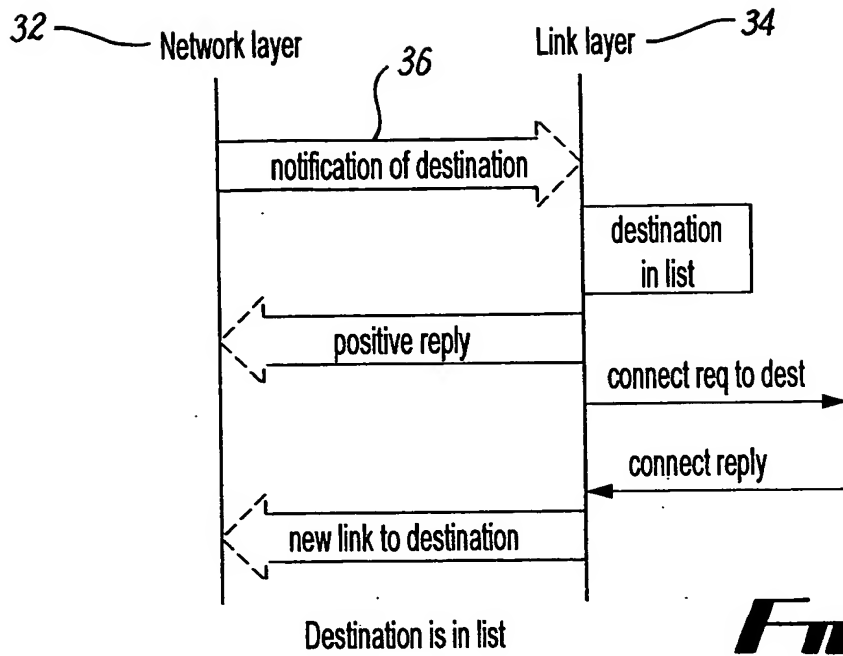 32
Network layer
Link layer
34
36
notification of destination
destination
in list
positive reply
connect req to dest
connect reply
new link to destination
Destination is in list